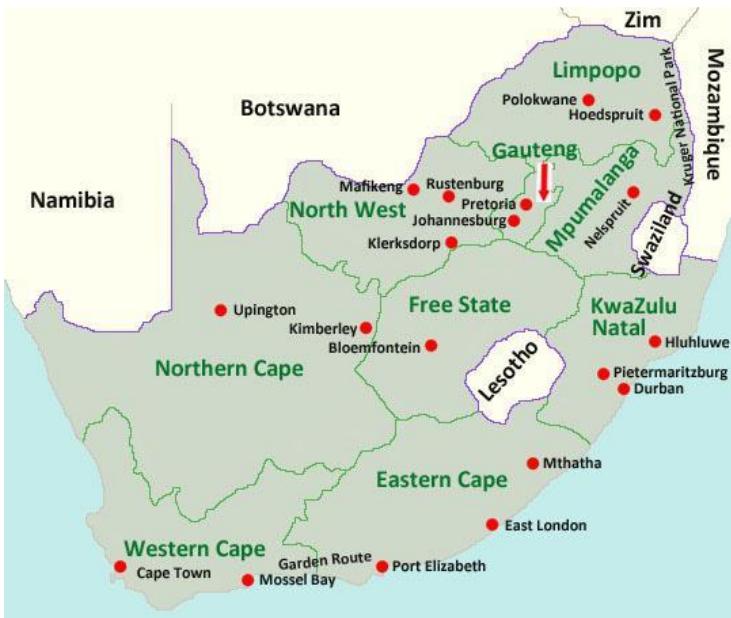 Zim
Limpopo
Kruger National Park
Mozambique
Polokwane
Hoedspruit
Botswana
Gauteng
Namibia
Mafikeng
Rustenburg
North West
Pretoria
Johannesburg
Mpumalanga
Nelspruit
Swaziland
Klerksdorp
Upington
Free State
KwaZulu
Natal
Kimberley
Bloemfontein
Hluhluwe
Northern Cape
Lesotho
Pietermaritzburg
Durban
Eastern Cape
Mthatha
East London
Western Cape
Garden Route
Cape Town
Port Elizabeth
Mossel Bay